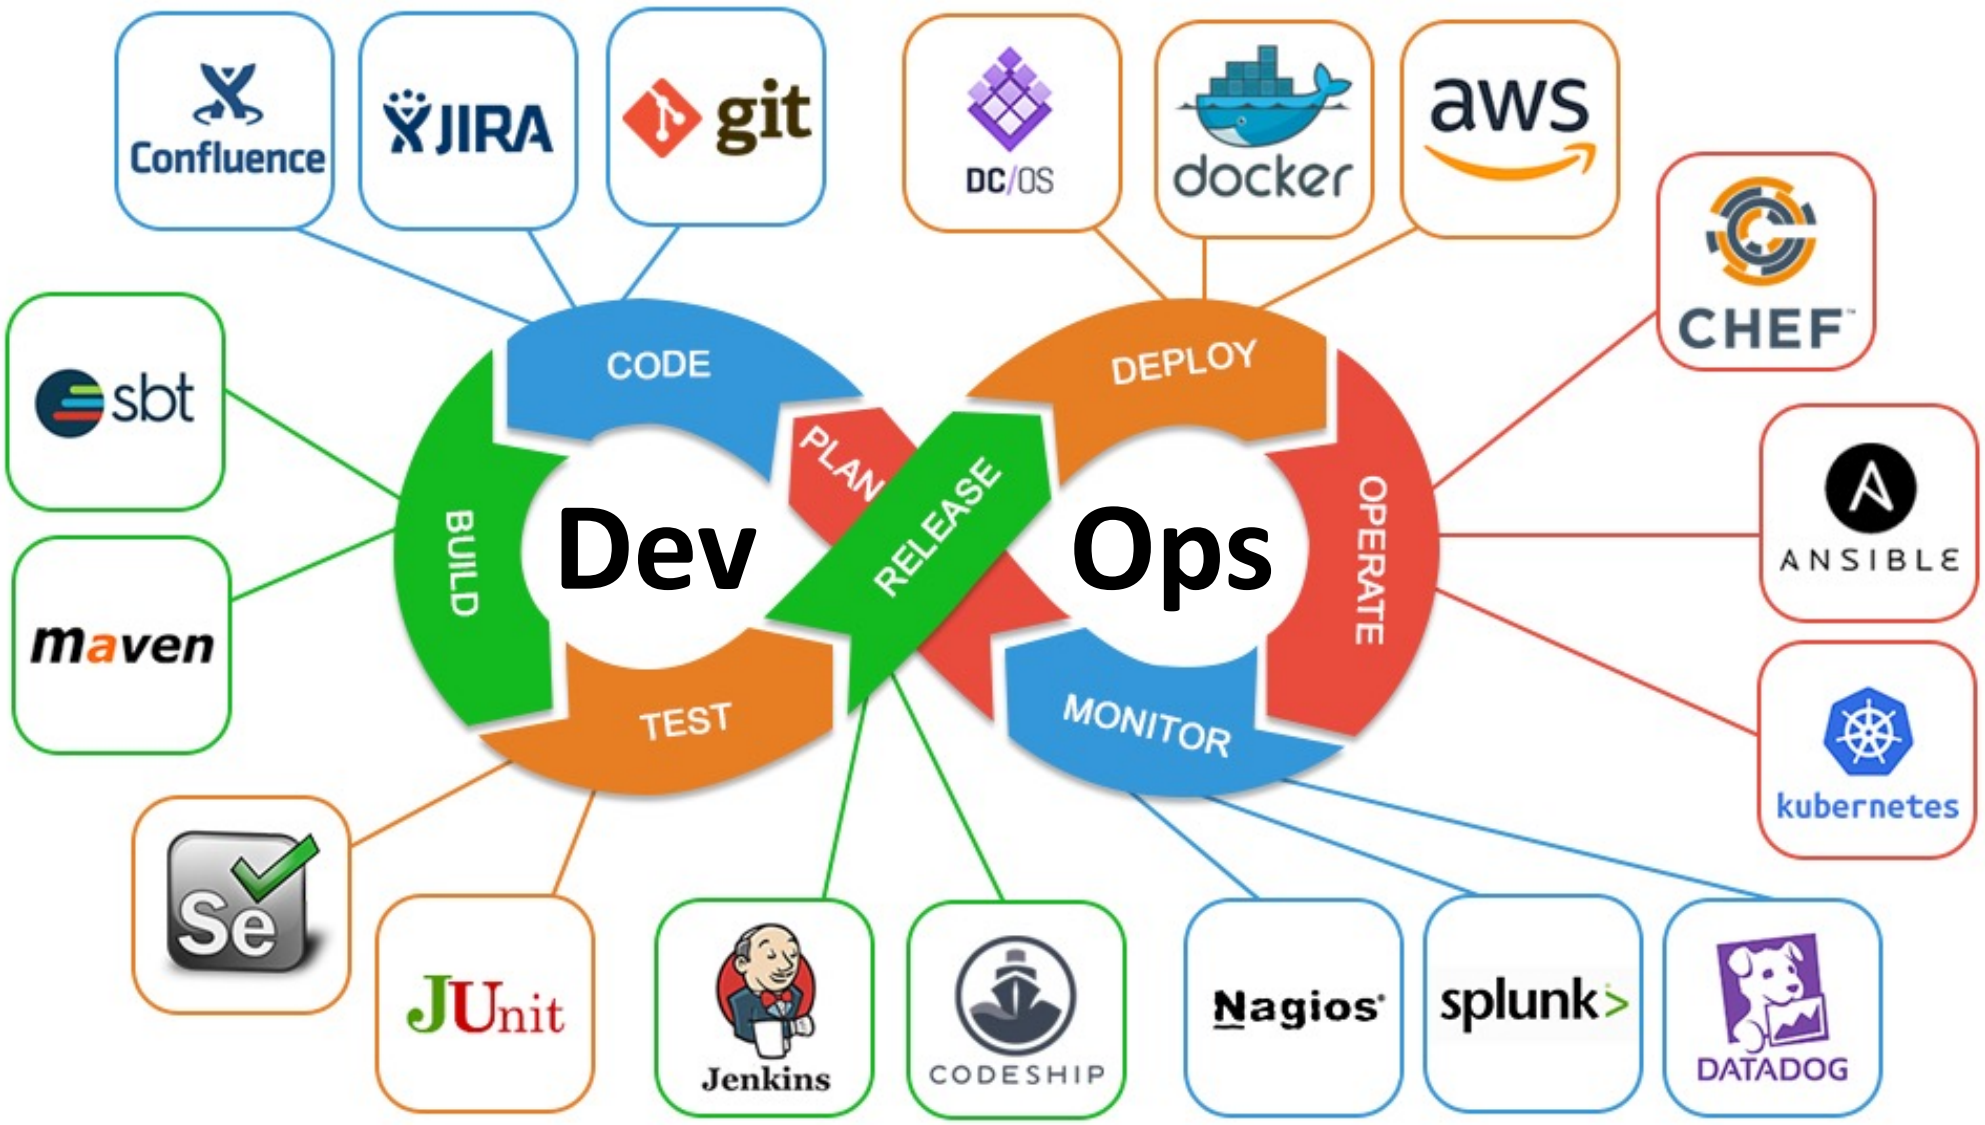 Confluence
JIRA
git
DC/OS
docker
aws
CHEF™
sbt
CODE
DEPLOY
PLAN
RELEASE
BUILD
Dev
Ops
OPERATE
ANSIBLE
maven
TEST
MONITOR
kubernetes
Se
JUnit
Jenkins
CODESHIP
Nagios®
splunk>
DATADOG